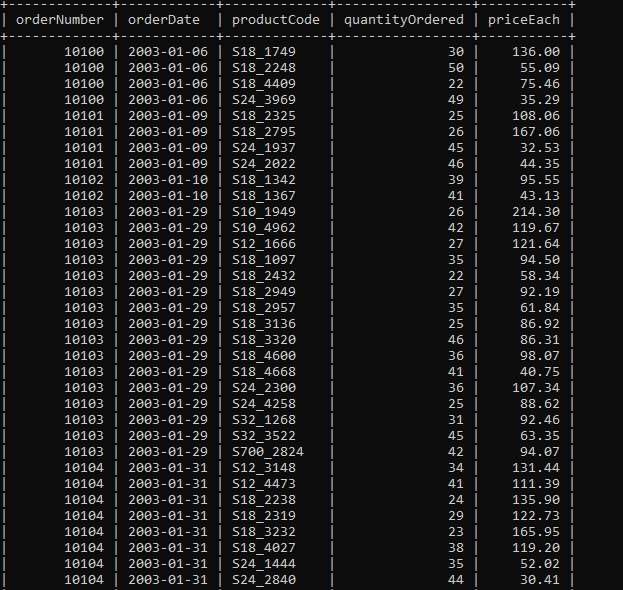 orderNumber | orderDate | productCode | quantityOrdered | priceEach |
10100 | 2003-01-06 | S18_1749 | 30 | 136.00 |
10100 | 2003-01-06 | S18_2248 | 50 | 55.09 |
10100 | 2003-01-06 | S18_4409 | 22 | 75.46 |
10100 | 2003-01-06 | S24_3969 | 49 | 35.29 |
10101 | 2003-01-09 | S18_2325 | 25 | 108.06 |
10101 | 2003-01-09 | S18_2795 | 26 | 167.06 |
10101 | 2003-01-09 | S24_1937 | 45 | 32.53 |
10101 | 2003-01-09 | S24_2022 | 46 | 44.35 |
10102 | 2003-01-10 | S18_1342 | 39 | 95.55 |
10102 | 2003-01-10 | S18_1367 | 41 | 43.13 |
10103 | 2003-01-29 | S10_1949 | 26 | 214.30 |
10103 | 2003-01-29 | S10_4962 | 42 | 119.67 |
10103 | 2003-01-29 | S12_1666 | 27 | 121.64 |
10103 | 2003-01-29 | S18_1097 | 35 | 94.50 |
10103 | 2003-01-29 | S18_2432 | 22 | 58.34 |
10103 | 2003-01-29 | S18_2949 | 27 | 92.19 |
10103 | 2003-01-29 | S18_2957 | 35 | 61.84 |
10103 | 2003-01-29 | S18_3136 | 25 | 86.92 |
10103 | 2003-01-29 | S18_3320 | 46 | 86.31 |
10103 | 2003-01-29 | S18_4600 | 36 | 98.07 |
10103 | 2003-01-29 | S18_4668 | 41 | 40.75 |
10103 | 2003-01-29 | S24_2300 | 36 | 107.34 |
10103 | 2003-01-29 | S24_4258 | 25 | 88.62 |
10103 | 2003-01-29 | S32_1268 | 31 | 92.46 |
10103 | 2003-01-29 | S32_3522 | 45 | 63.35 |
10103 | 2003-01-29 | S700_2824 | 42 | 94.07 |
10104 | 2003-01-31 | S12_3148 | 34 | 131.44 |
10104 | 2003-01-31 | S12_4473 | 41 | 111.39 |
10104 | 2003-01-31 | S18_2238 | 24 | 135.90 |
10104 | 2003-01-31 | S18_2319 | 29 | 122.73 |
10104 | 2003-01-31 | S18_3232 | 23 | 165.95 |
10104 | 2003-01-31 | S18_4027 | 38 | 119.20 |
10104 | 2003-01-31 | S24_1444 | 35 | 52.02 |
10104 | 2003-01-31 | S24_2840 | 44 | 30.41 |